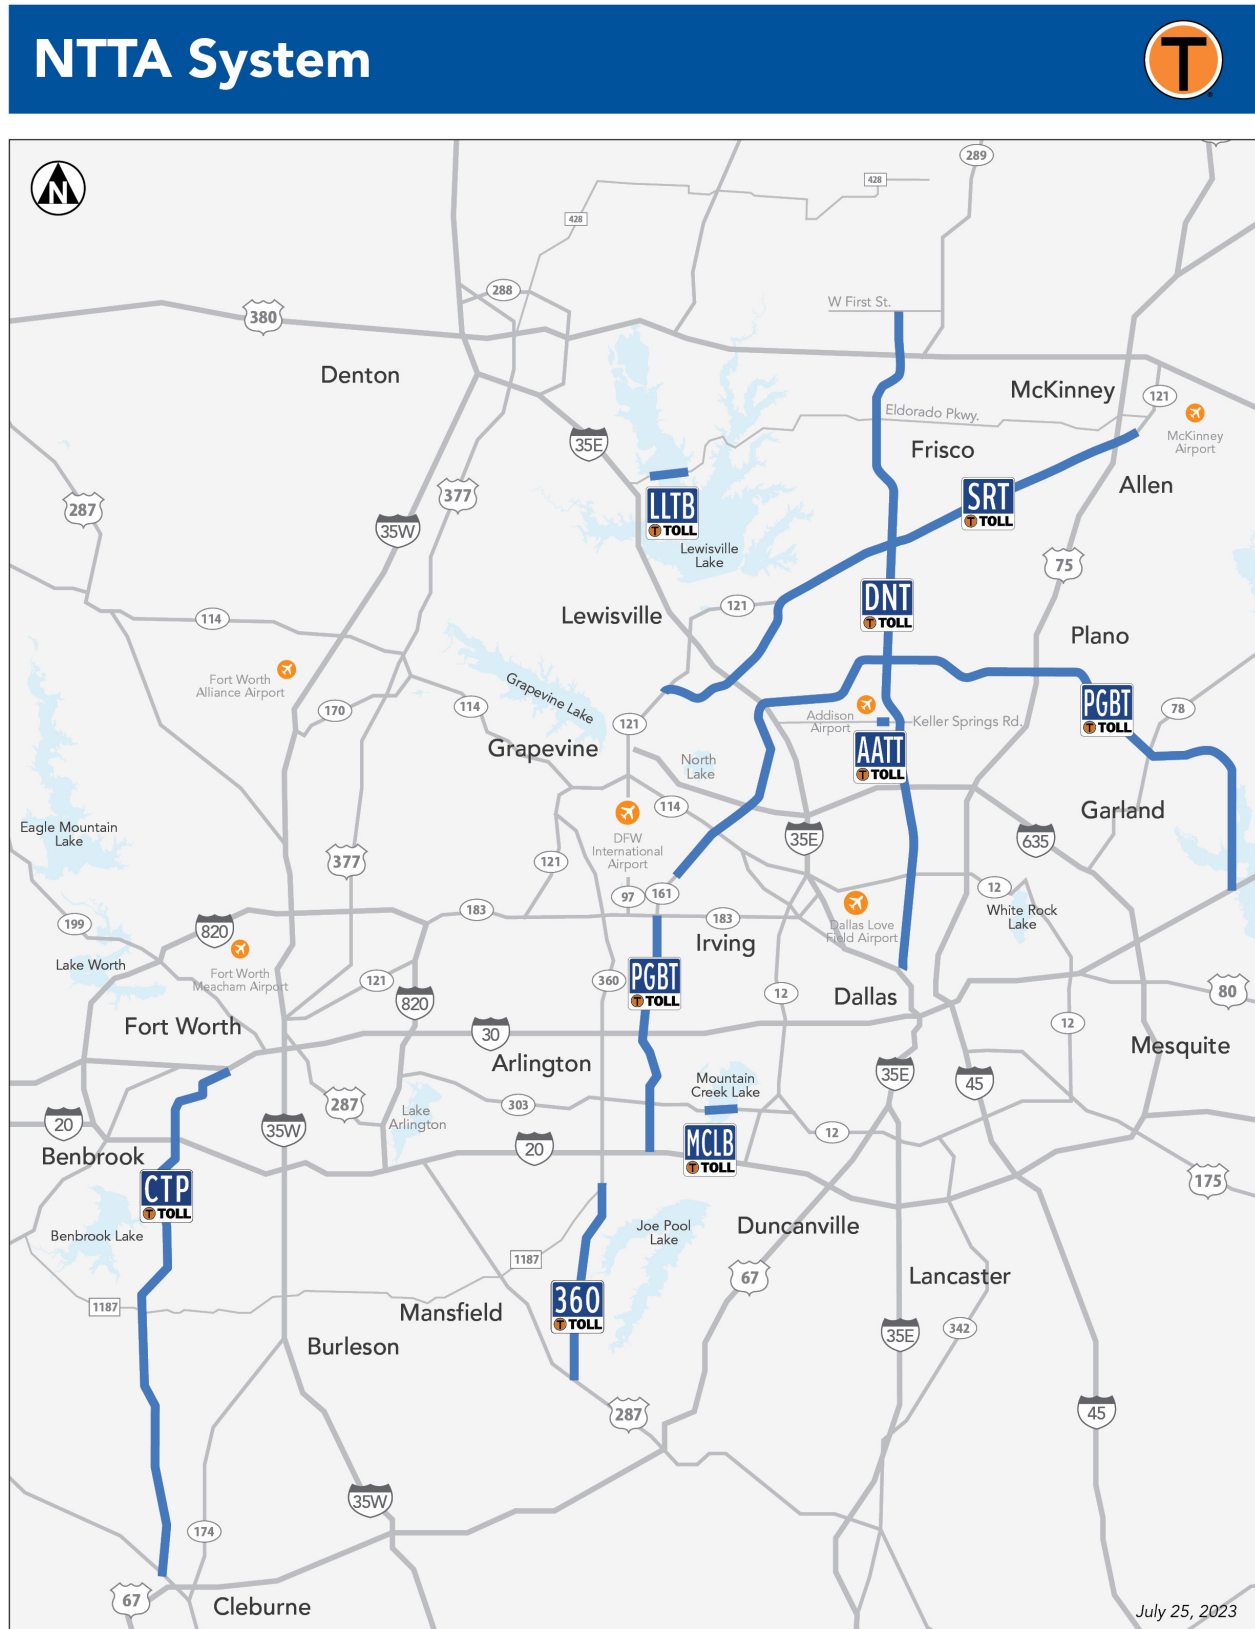 NTTA System
T
N
289
428
428
288
W First St.
380
Denton
McKinney
121
Eldorado Pkwy.
McKinney
Airport
35E
Frisco
Allen
377
287
LLTB
T TOLL
SRT
T TOLL
35W
Lewisville
Lake
75
DNT
T TOLL
121
114
Lewisville
Plano
Fort Worth
Alliance Airport
Grapevine Lake
170
114
121
Addison
Airport
Keller Springs Rd.
PGBT
T TOLL
78
Grapevine
AATT
T TOLL
North
Lake
114
Garland
Eagle Mountain
Lake
DFW
International
Airport
35E
635
377
121
97
161
12
183
183
White Rock
Lake
199
820
Dallas Love
Field Airport
Irving
Lake Worth
Fort Worth
Meacham Airport
121
820
360
PGBT
T TOLL
12
Dallas
80
Fort Worth
30
12
Arlington
Mesquite
35E
45
Mountain
Creek Lake
287
Lake
Arlington
303
20
35W
20
MCLB
T TOLL
12
Benbrook
CTP
T TOLL
175
Benbrook Lake
Joe Pool
Lake
Duncanville
1187
67
Lancaster
1187
Mansfield
360
T TOLL
35E
342
Burleson
287
45
35W
174
67
Cleburne
July 25, 2023